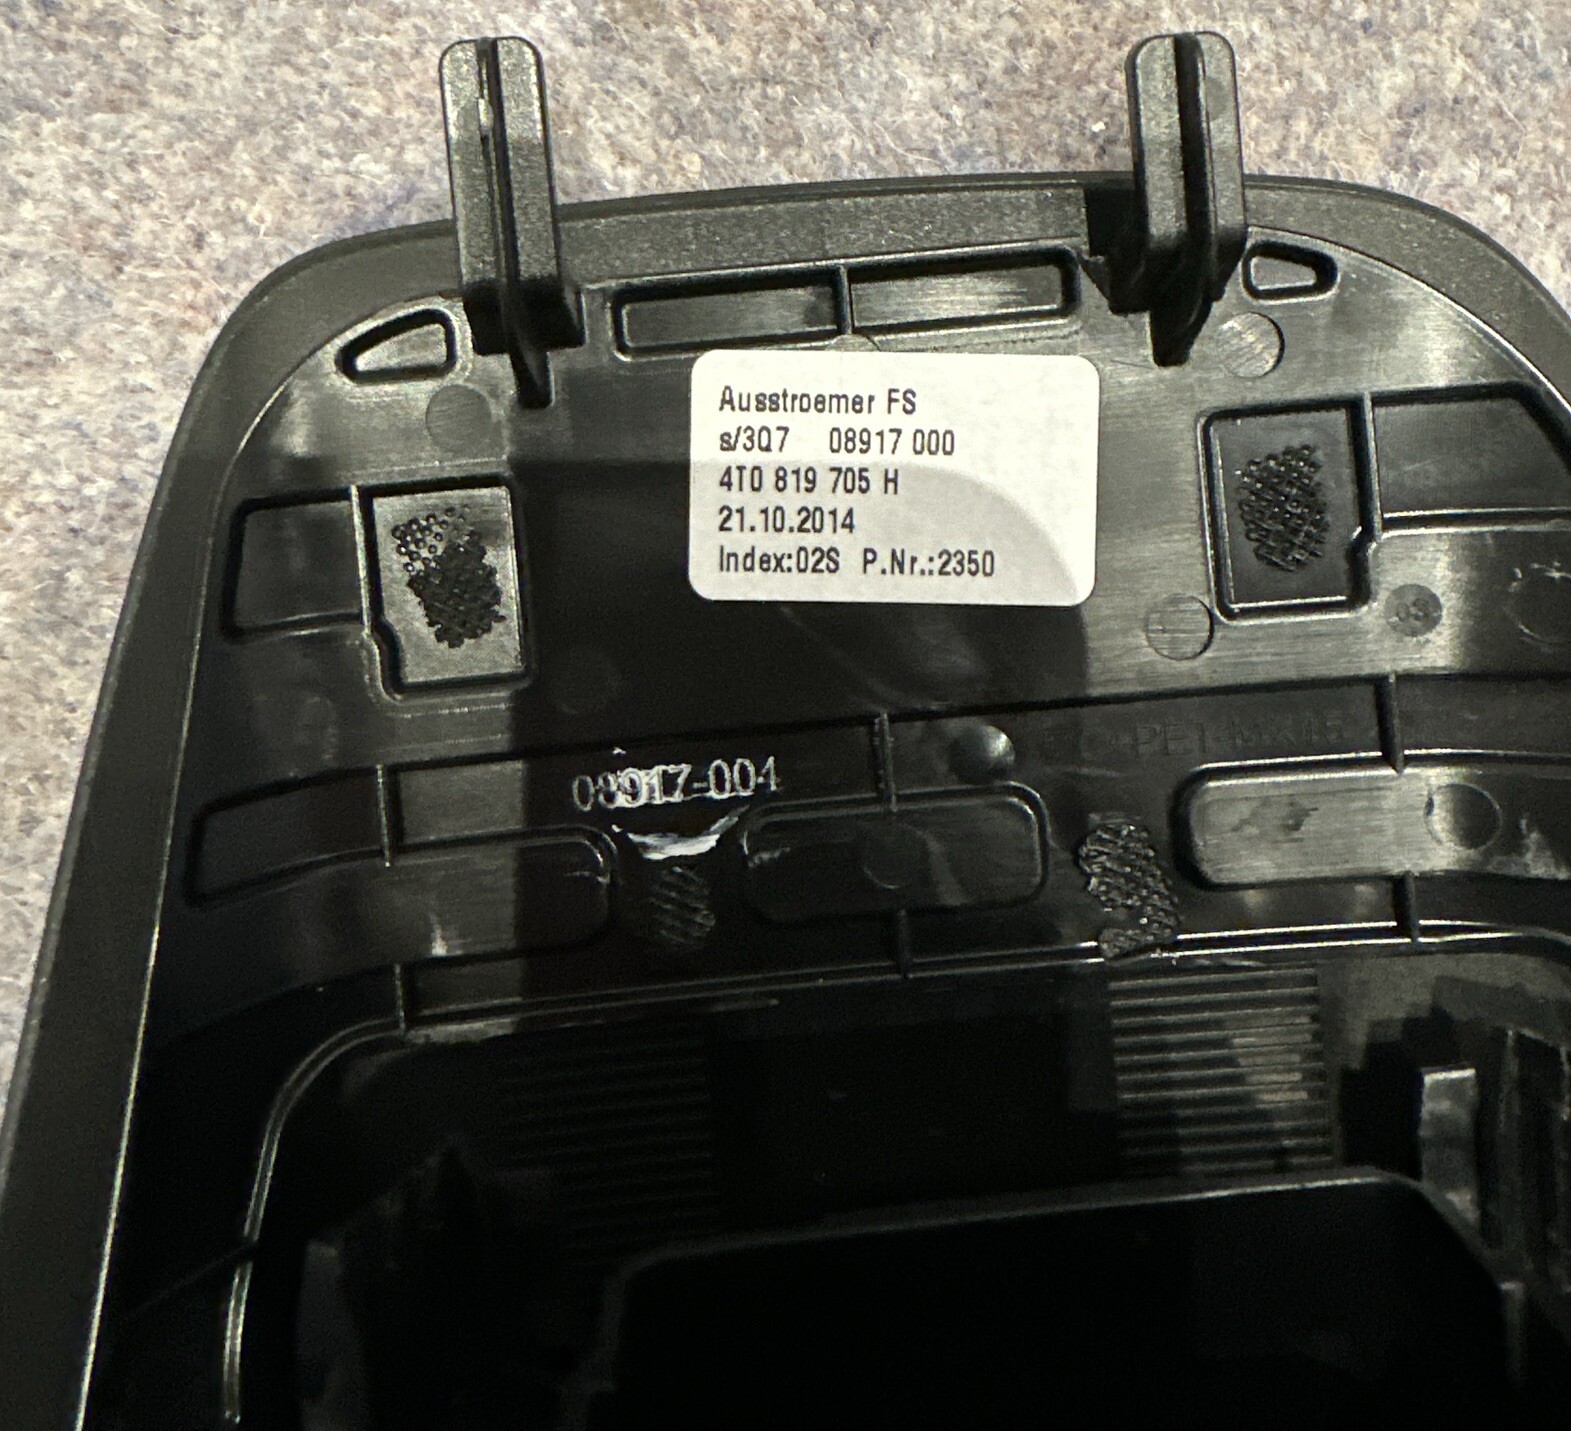 Ausstroemer FS
s/3Q7 08917 000
4T0 819 705 H
21.10.2014
Index:02S P.Nr.:2350
08917-004